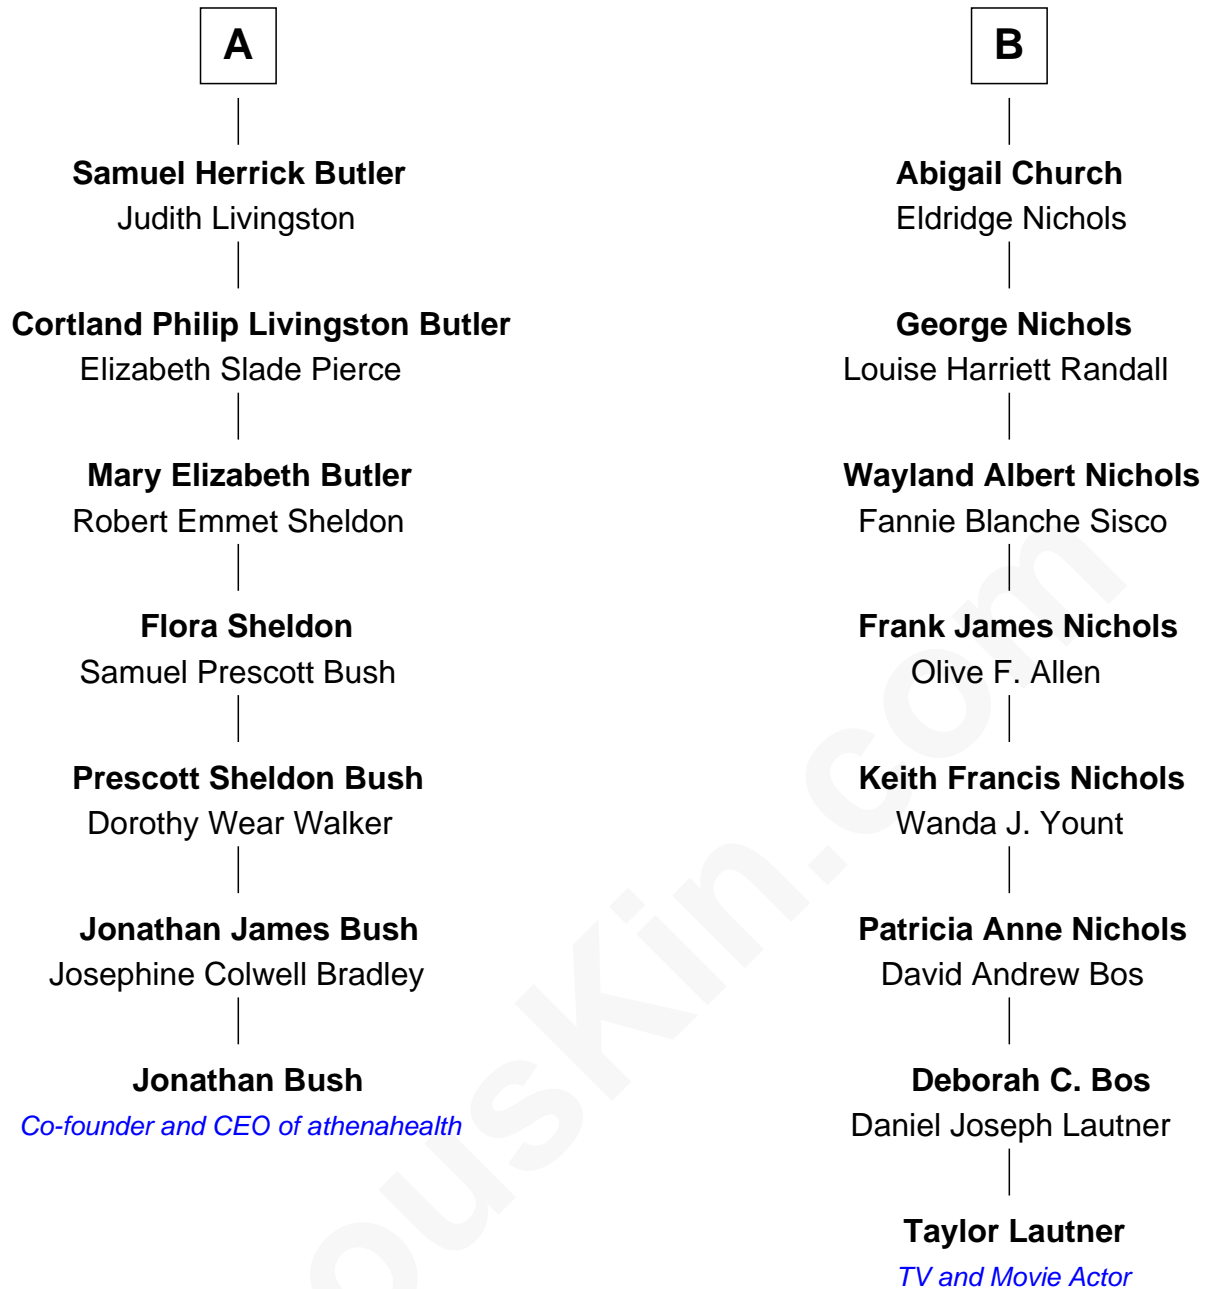 A
Samuel Herrick Butler
Judith Livingston
Cortland Philip Livingston Butler
Elizabeth Slade Pierce
Mary Elizabeth Butler
Robert Emmet Sheldon
Flora Sheldon
Samuel Prescott Bush
Prescott Sheldon Bush
Dorothy Wear Walker
Jonathan James Bush
Josephine Colwell Bradley
Jonathan Bush
Co-founder and CEO of athenahealth
B
Abigail Church
Eldridge Nichols
George Nichols
Louise Harriett Randall
Wayland Albert Nichols
Fannie Blanche Sisco
Frank James Nichols
Olive F. Allen
Keith Francis Nichols
Wanda J. Yount
Patricia Anne Nichols
David Andrew Bos
Deborah C. Bos
Daniel Joseph Lautner
Taylor Lautner
TV and Movie Actor
ousKin.com